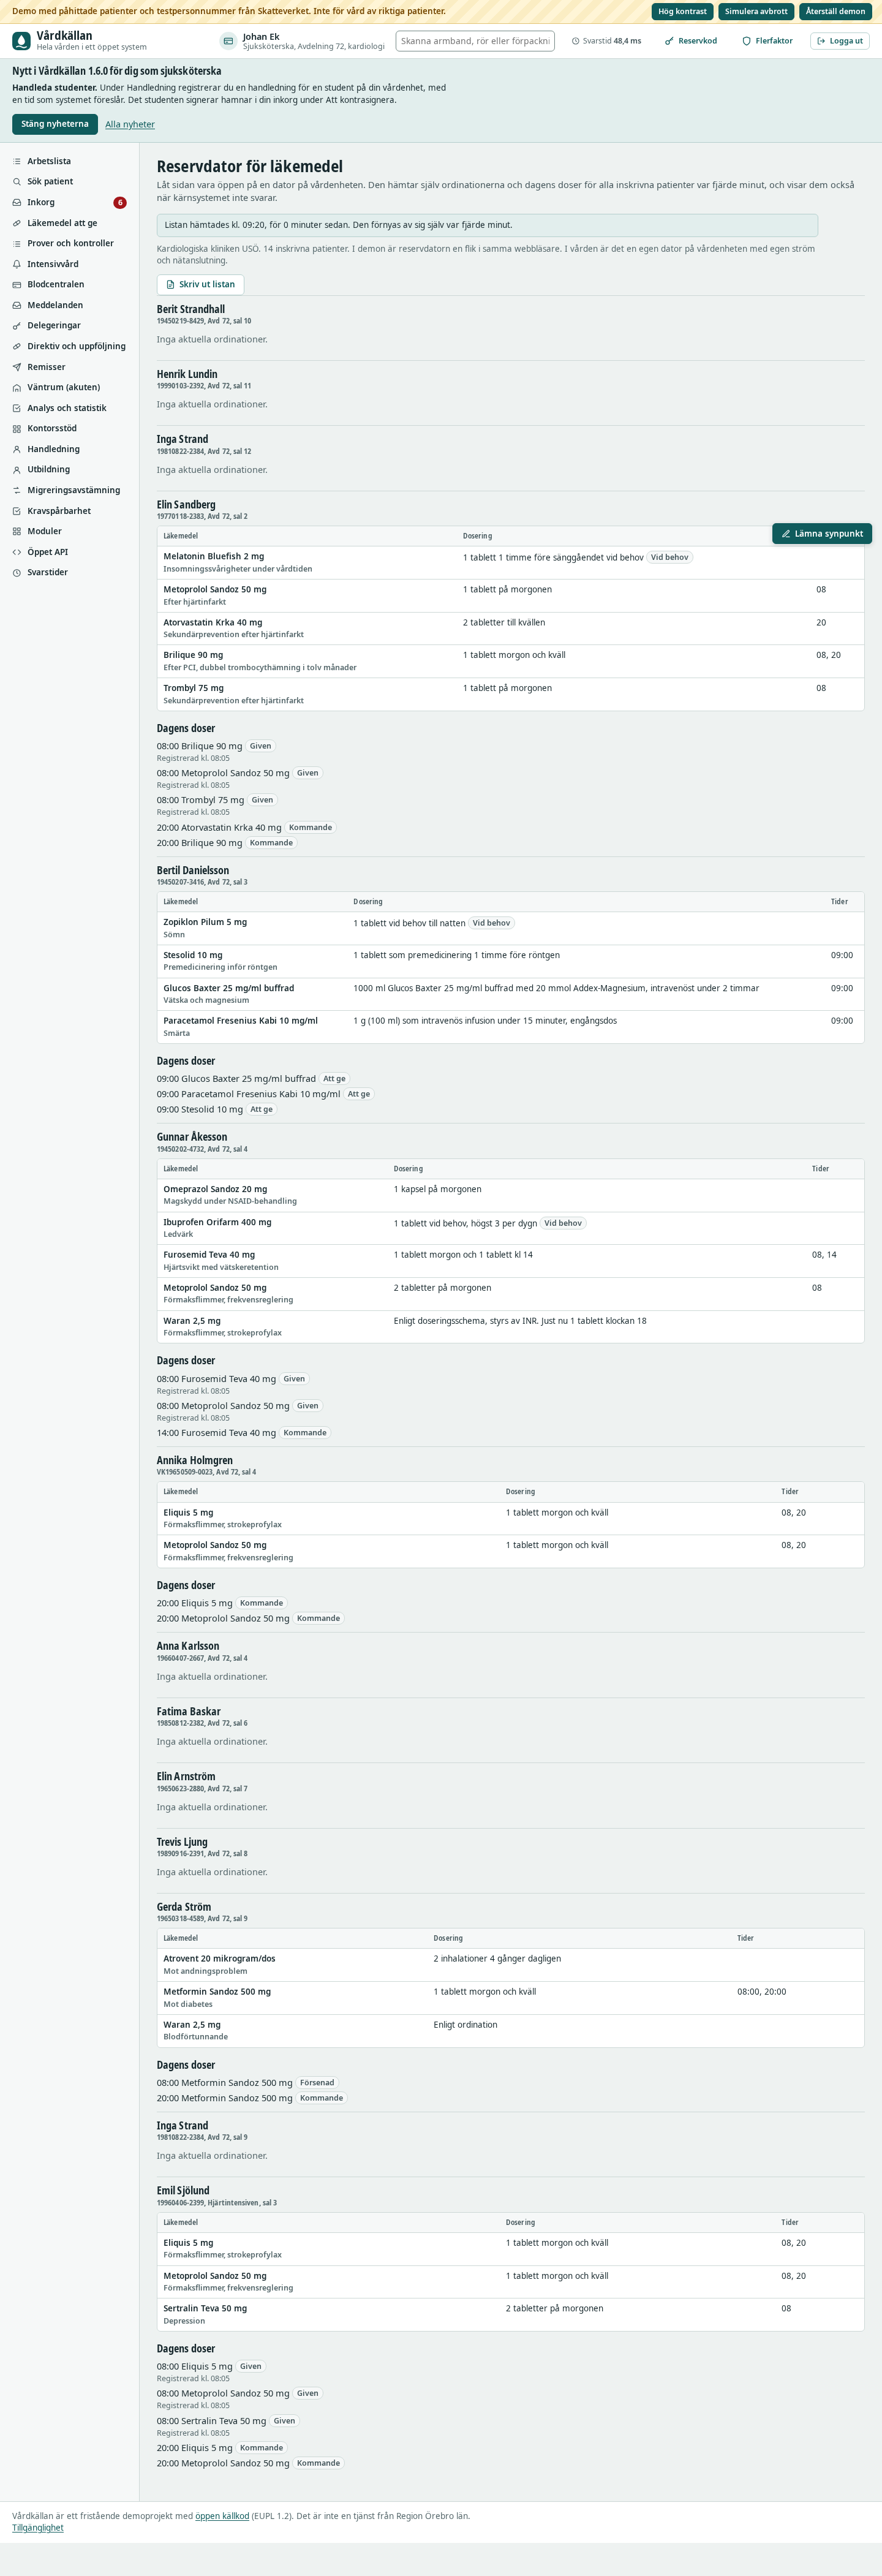 Demo med påhittade patienter och testpersonnummer från Skatteverket. Inte för vård av riktiga patienter.
Hög kontrast
Simulera avbrott
Återställ demon
Vårdkällan
Hela vården i ett öppet system
Johan Ek
Sjuksköterska, Avdelning 72, kardiologi
Skanna armband, rör eller förpackni
Svarstid 48,4 ms
Reservkod
Flerfaktor
Logga ut
Nytt i Vårdkällan 1.6.0 för dig som sjuksköterska
Handleda studenter. Under Handledning registrerar du en handledning för en student på din vårdenhet, med
en tid som systemet föreslår. Det studenten signerar hamnar i din inkorg under Att kontrasignera.
Stäng nyheterna
Alla nyheter
Arbetslista
Sök patient
Inkorg
6
Läkemedel att ge
Prover och kontroller
Intensivvård
Blodcentralen
Meddelanden
Delegeringar
Direktiv och uppföljning
Remisser
Väntrum (akuten)
Analys och statistik
Kontorsstöd
Handledning
Utbildning
Migreringsavstämning
Kravspårbarhet
Moduler
Öppet API
Svarstider
Reservdator för läkemedel
Låt sidan vara öppen på en dator på vårdenheten. Den hämtar själv ordinationerna och dagens doser för alla inskrivna patienter var fjärde minut, och visar dem också
när kärnsystemet inte svarar.
Listan hämtades kl. 09:20, för 0 minuter sedan. Den förnyas av sig själv var fjärde minut.
Kardiologiska kliniken USÖ. 14 inskrivna patienter. I demon är reservdatorn en flik i samma webbläsare. I vården är det en egen dator på vårdenheten med egen ström
och nätanslutning.
Skriv ut listan
Berit Strandhall
19450219-8429, Avd 72, sal 10
Inga aktuella ordinationer.
Henrik Lundin
19990103-2392, Avd 72, sal 11
Inga aktuella ordinationer.
Inga Strand
19810822-2384, Avd 72, sal 12
Inga aktuella ordinationer.
Elin Sandberg
19770118-2383, Avd 72, sal 2
Läkemedel
Dosering
Lämna synpunkt
Melatonin Bluefish 2 mg
Insomningssvårigheter under vårdtiden
1 tablett 1 timme före sänggåendet vid behov Vid behov
Metoprolol Sandoz 50 mg
Efter hjärtinfarkt
1 tablett på morgonen
08
Atorvastatin Krka 40 mg
Sekundärprevention efter hjärtinfarkt
2 tabletter till kvällen
20
Brilique 90 mg
Efter PCI, dubbel trombocythämning i tolv månader
1 tablett morgon och kväll
08, 20
Trombyl 75 mg
Sekundärprevention efter hjärtinfarkt
1 tablett på morgonen
08
Dagens doser
08:00 Brilique 90 mg Given
Registrerad kl. 08:05
08:00 Metoprolol Sandoz 50 mg Given
Registrerad kl. 08:05
08:00 Trombyl 75 mg Given
Registrerad kl. 08:05
20:00 Atorvastatin Krka 40 mg Kommande
20:00 Brilique 90 mg Kommande
Bertil Danielsson
19450207-3416, Avd 72, sal 3
Läkemedel
Dosering
Tider
Zopiklon Pilum 5 mg
Sömn
1 tablett vid behov till natten Vid behov
Stesolid 10 mg
Premedicinering inför röntgen
1 tablett som premedicinering 1 timme före röntgen
09:00
Glucos Baxter 25 mg/ml buffrad
Vätska och magnesium
1000 ml Glucos Baxter 25 mg/ml buffrad med 20 mmol Addex-Magnesium, intravenöst under 2 timmar
09:00
Paracetamol Fresenius Kabi 10 mg/ml
Smärta
1 g (100 ml) som intravenös infusion under 15 minuter, engångsdos
09:00
Dagens doser
09:00 Glucos Baxter 25 mg/ml buffrad Att ge
09:00 Paracetamol Fresenius Kabi 10 mg/ml Att ge
09:00 Stesolid 10 mg Att ge
Gunnar Åkesson
19450202-4732, Avd 72, sal 4
Läkemedel
Dosering
Tider
Omeprazol Sandoz 20 mg
Magskydd under NSAID-behandling
1 kapsel på morgonen
Ibuprofen Orifarm 400 mg
Ledvärk
1 tablett vid behov, högst 3 per dygn Vid behov
Furosemid Teva 40 mg
Hjärtsvikt med vätskeretention
1 tablett morgon och 1 tablett kl 14
08, 14
Metoprolol Sandoz 50 mg
Förmaksflimmer, frekvensreglering
2 tabletter på morgonen
08
Waran 2,5 mg
Förmaksflimmer, strokeprofylax
Enligt doseringsschema, styrs av INR. Just nu 1 tablett klockan 18
Dagens doser
08:00 Furosemid Teva 40 mg Given
Registrerad kl. 08:05
08:00 Metoprolol Sandoz 50 mg Given
Registrerad kl. 08:05
14:00 Furosemid Teva 40 mg Kommande
Annika Holmgren
VK19650509-0023, Avd 72, sal 4
Läkemedel
Dosering
Tider
Eliquis 5 mg
Förmaksflimmer, strokeprofylax
1 tablett morgon och kväll
08, 20
Metoprolol Sandoz 50 mg
Förmaksflimmer, frekvensreglering
1 tablett morgon och kväll
08, 20
Dagens doser
20:00 Eliquis 5 mg Kommande
20:00 Metoprolol Sandoz 50 mg Kommande
Anna Karlsson
19660407-2667, Avd 72, sal 4
Inga aktuella ordinationer.
Fatima Baskar
19850812-2382, Avd 72, sal 6
Inga aktuella ordinationer.
Elin Arnström
19650623-2880, Avd 72, sal 7
Inga aktuella ordinationer.
Trevis Ljung
19890916-2391, Avd 72, sal 8
Inga aktuella ordinationer.
Gerda Ström
19650318-4589, Avd 72, sal 9
Läkemedel
Dosering
Tider
Atrovent 20 mikrogram/dos
Mot andningsproblem
2 inhalationer 4 gånger dagligen
Metformin Sandoz 500 mg
Mot diabetes
1 tablett morgon och kväll
08:00, 20:00
Waran 2,5 mg
Blodförtunnande
Enligt ordination
Dagens doser
08:00 Metformin Sandoz 500 mg Försenad
20:00 Metformin Sandoz 500 mg Kommande
Inga Strand
19810822-2384, Avd 72, sal 9
Inga aktuella ordinationer.
Emil Sjölund
19960406-2399, Hjärtintensiven, sal 3
Läkemedel
Dosering
Tider
Eliquis 5 mg
Förmaksflimmer, strokeprofylax
1 tablett morgon och kväll
08, 20
Metoprolol Sandoz 50 mg
Förmaksflimmer, frekvensreglering
1 tablett morgon och kväll
08, 20
Sertralin Teva 50 mg
Depression
2 tabletter på morgonen
08
Dagens doser
08:00 Eliquis 5 mg Given
Registrerad kl. 08:05
08:00 Metoprolol Sandoz 50 mg Given
Registrerad kl. 08:05
08:00 Sertralin Teva 50 mg Given
Registrerad kl. 08:05
20:00 Eliquis 5 mg Kommande
20:00 Metoprolol Sandoz 50 mg Kommande
Vårdkällan är ett fristående demoprojekt med öppen källkod (EUPL 1.2). Det är inte en tjänst från Region Örebro län.
Tillgänglighet